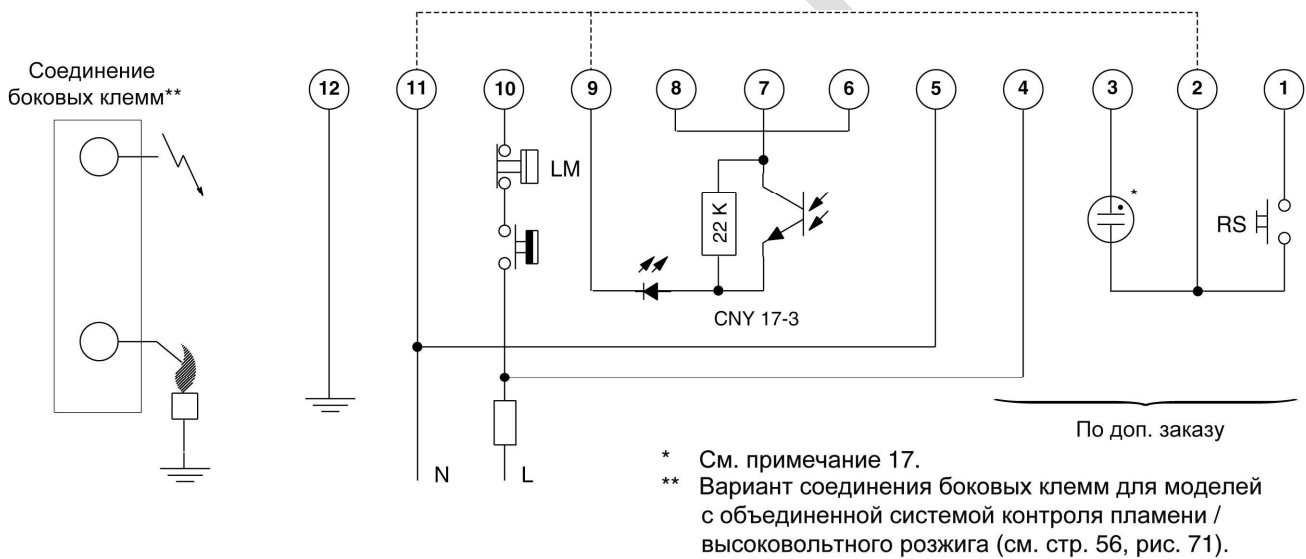 Соединение
боковых клемм**
12 11 10 9 8 7 6 5 4 3 2 1
LM
22 K
*
RS
CNY 17-3
По доп. заказу
N L
* См. примечание 17.
** Вариант соединения боковых клемм для моделей
с объединенной системой контроля пламени /
высоковольтного розжига (см. стр. 56, рис. 71).